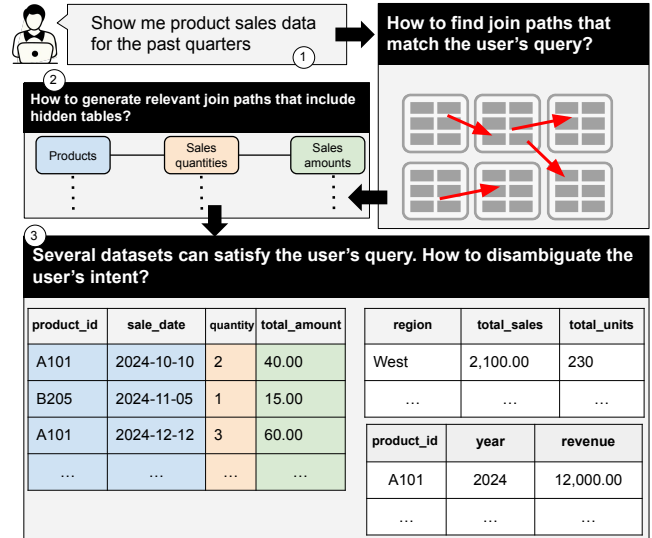 Show me product sales data
for the past quarters
1
How to find join paths that
match the user's query?
2
How to generate relevant join paths that include
hidden tables?
Products
Sales
quantities
Sales
amounts
3
Several datasets can satisfy the user's query. How to disambiguate the
user's intent?
product_id sale_date quantity total_amount
A101 2024-10-10 2 40.00
B205 2024-11-05 1 15.00
A101 2024-12-12 3 60.00
… … … …
region total_sales total_units
West 2,100.00 230
… … …
product_id year revenue
A101 2024 12,000.00
… … …